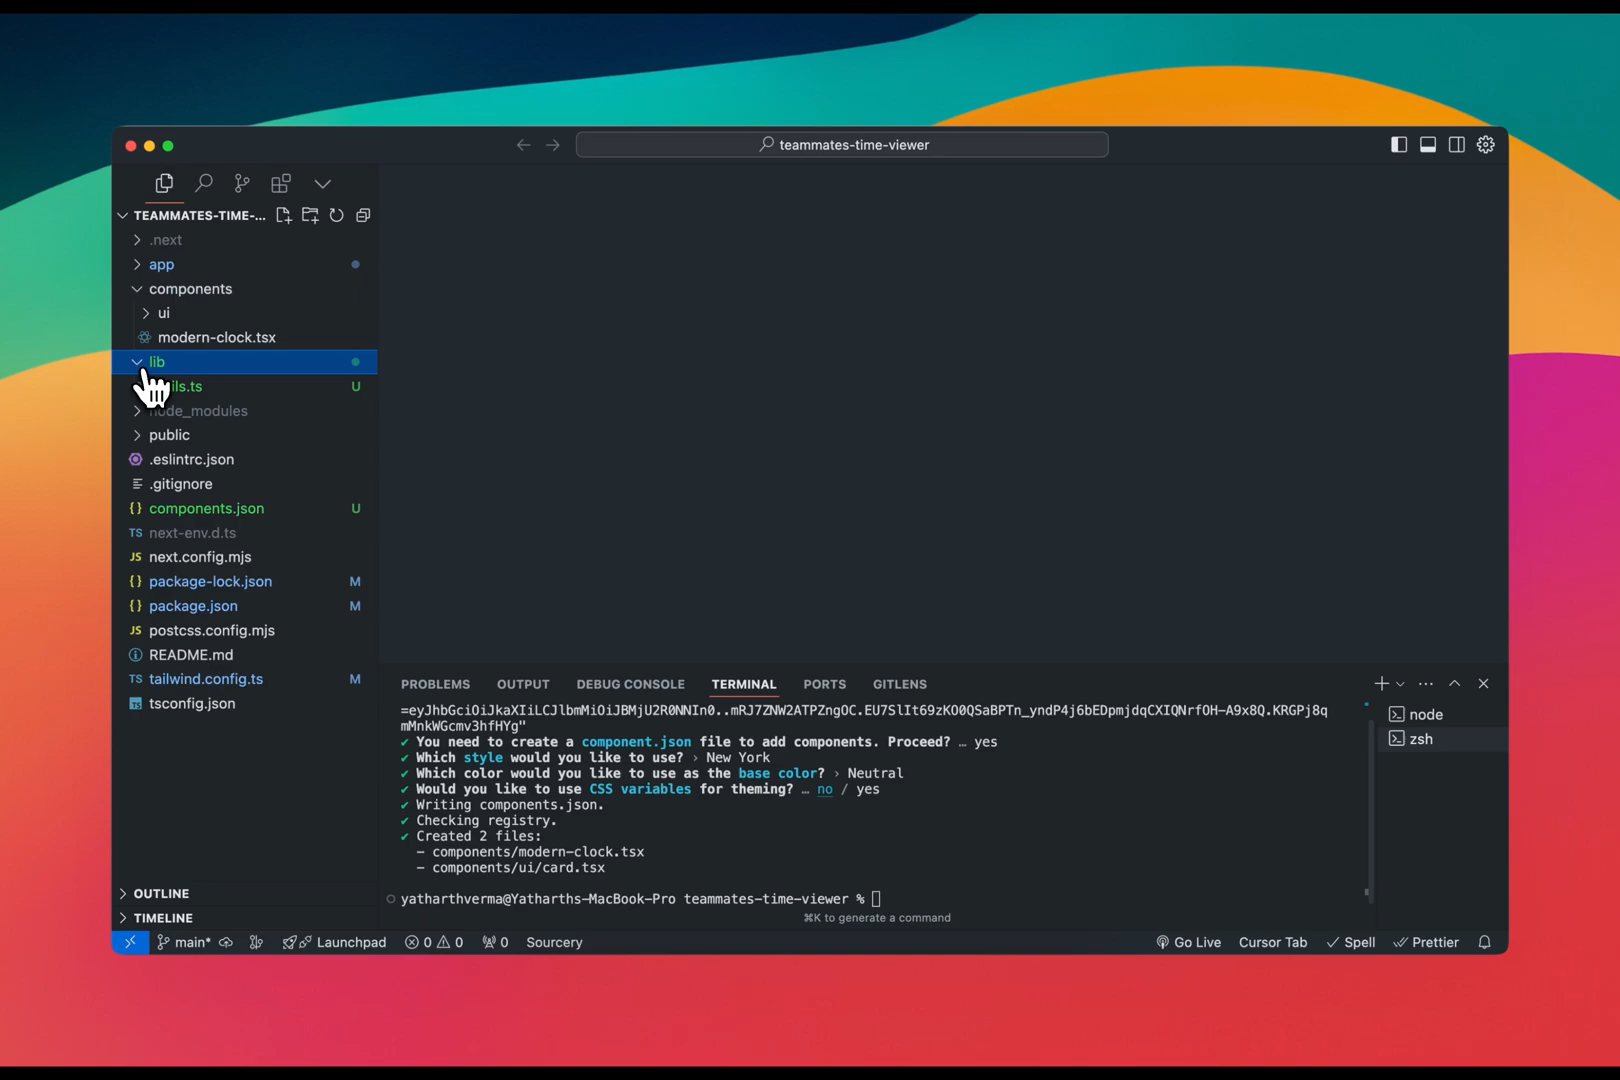 teammates-time-viewer
TEAMMATES-TIME-...
.next
app
components
ui
modern-clock.tsx
lib
ls.ts U
node_modules
public
.eslintrc.json
.gitignore
{} components.json U
TS next-env.d.ts
JS next.config.mjs
{} package-lock.json M
{} package.json M
JS postcss.config.mjs
README.md
TS tailwind.config.ts M
TS tsconfig.json
OUTLINE
TIMELINE
PROBLEMS OUTPUT DEBUG CONSOLE TERMINAL PORTS GITLENS
=eyJhbGciOiJkaXIiLCJlbmMiOiJBMjU2R0NNIn0..mRJ7ZNW2ATPZngOC.EU7SlIt69zKO0QSaBPTn_yndP4j6bEDpmjdqCXIQNrfOH-A9x8Q.KRGPj8q
mMnkWGcmv3hfHYg"
✔ You need to create a component.json file to add components. Proceed? … yes
✔ Which style would you like to use? › New York
✔ Which color would you like to use as the base color? › Neutral
✔ Would you like to use CSS variables for theming? … no / yes
✔ Writing components.json.
✔ Checking registry.
✔ Created 2 files:
- components/modern-clock.tsx
- components/ui/card.tsx
yatharthverma@Yatharths-MacBook-Pro teammates-time-viewer %
⌘K to generate a command
node
zsh
main* Launchpad 0 0 0 Sourcery Go Live Cursor Tab Spell Prettier